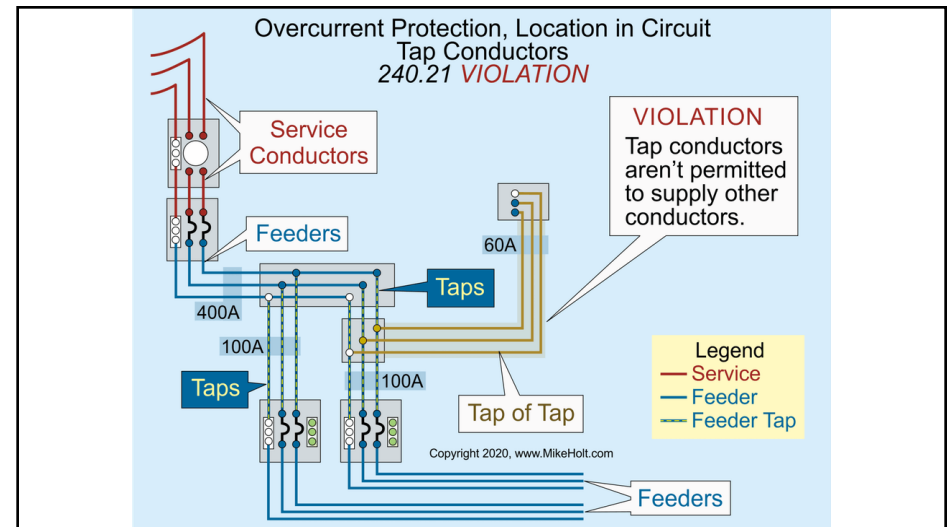 Overcurrent Protection, Location in Circuit
Tap Conductors
240.21 VIOLATION
Service
Conductors
VIOLATION
Tap conductors
aren't permitted
to supply other
conductors.
Feeders
60A
Taps
400A
100A
Taps
100A
Tap of Tap
Legend
Service
Feeder
Feeder Tap
Copyright 2020, www.MikeHolt.com
Feeders